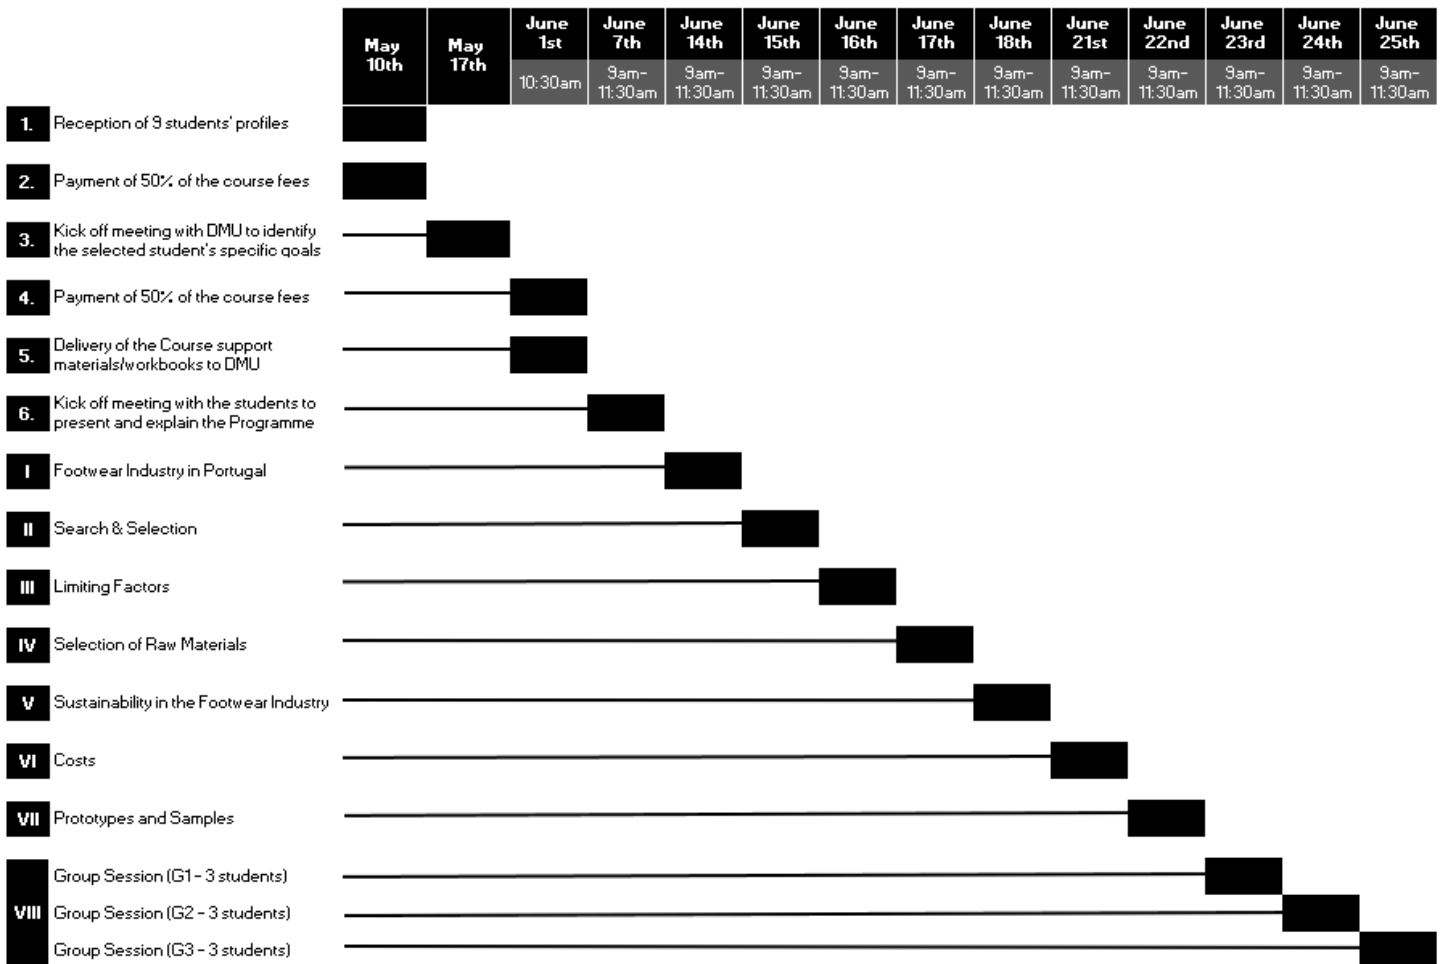 May 10th
May 17th
June 1st
June 7th
June 14th
June 15th
June 16th
June 17th
June 18th
June 21st
June 22nd
June 23rd
June 24th
June 25th
10:30am
9am-11:30am
9am-11:30am
9am-11:30am
9am-11:30am
9am-11:30am
9am-11:30am
9am-11:30am
9am-11:30am
9am-11:30am
9am-11:30am
9am-11:30am
1. Reception of 9 students' profiles
2. Payment of 50% of the course fees
3. Kick off meeting with DMU to identify
the selected student's specific goals
4. Payment of 50% of the course fees
5. Delivery of the Course support
materials/workbooks to DMU
6. Kick off meeting with the students to
present and explain the Programme
I Footwear Industry in Portugal
II Search & Selection
III Limiting Factors
IV Selection of Raw Materials
V Sustainability in the Footwear Industry
VI Costs
VII Prototypes and Samples
VIII
Group Session (G1 - 3 students)
Group Session (G2 - 3 students)
Group Session (G3 - 3 students)